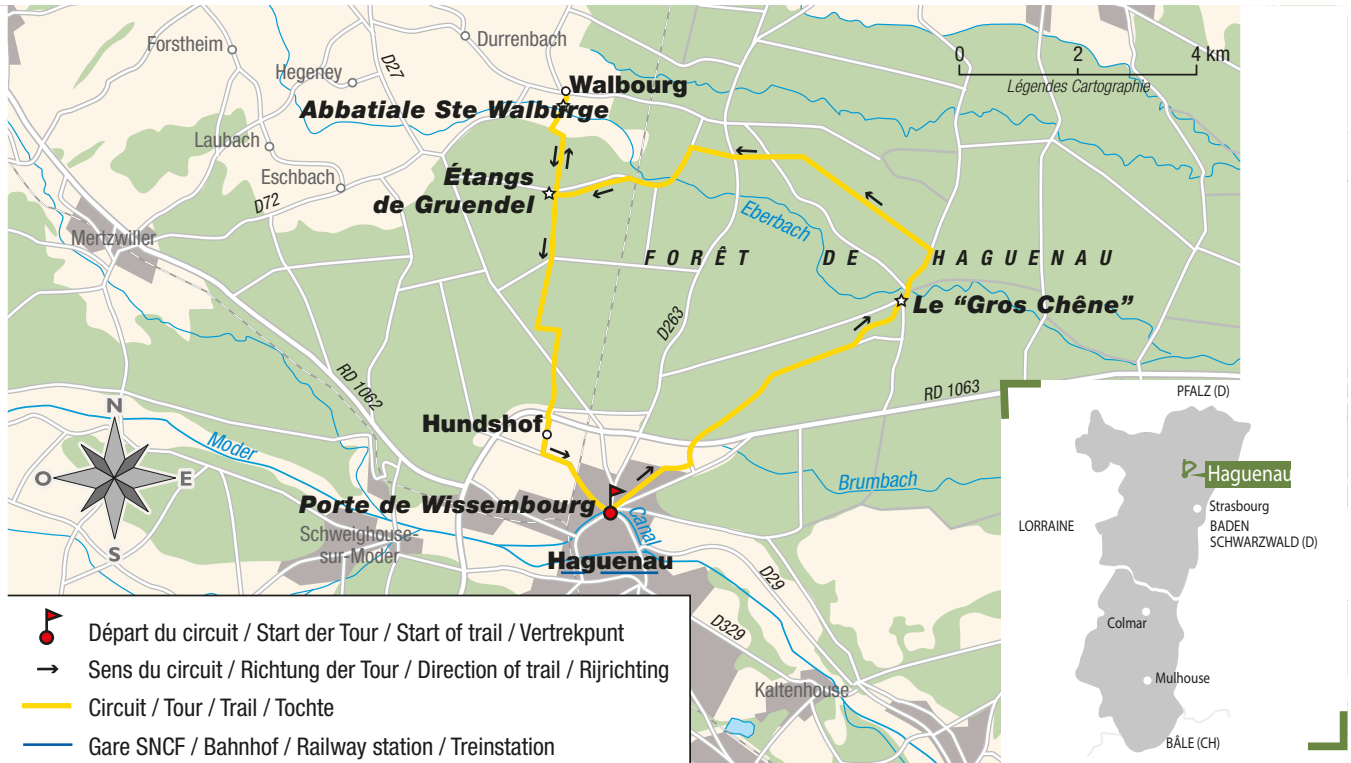 Forstheim
D27
Durrenbach
Hegeney
Walbourg
Abbatiale Ste Walburge
Laubach
Eschbach
D72
Mertzwiller
Étangs
de Gruendel
0 2 4 km
Légendes Cartographie
Eberbach
FORÊT DE HAGUENAU
Le “Gros Chêne”
D263
RD 1062
RD 1063
Hundshof
N
O
E
S
Moder
Brumbach
Porte de Wissembourg
Canal
Schweighouse-
sur-Moder
Haguenau
D29
D329
Kaltenhouse
Départ du circuit / Start der Tour / Start of trail / Vertrekpunt
Sens du circuit / Richtung der Tour / Direction of trail / Rijrichting
Circuit / Tour / Trail / Tochte
Gare SNCF / Bahnhof / Railway station / Treinstation
PFALZ (D)
Haguenau
Strasbourg
LORRAINE
BADEN
SCHWARZWALD (D)
Colmar
Mulhouse
BÂLE (CH)